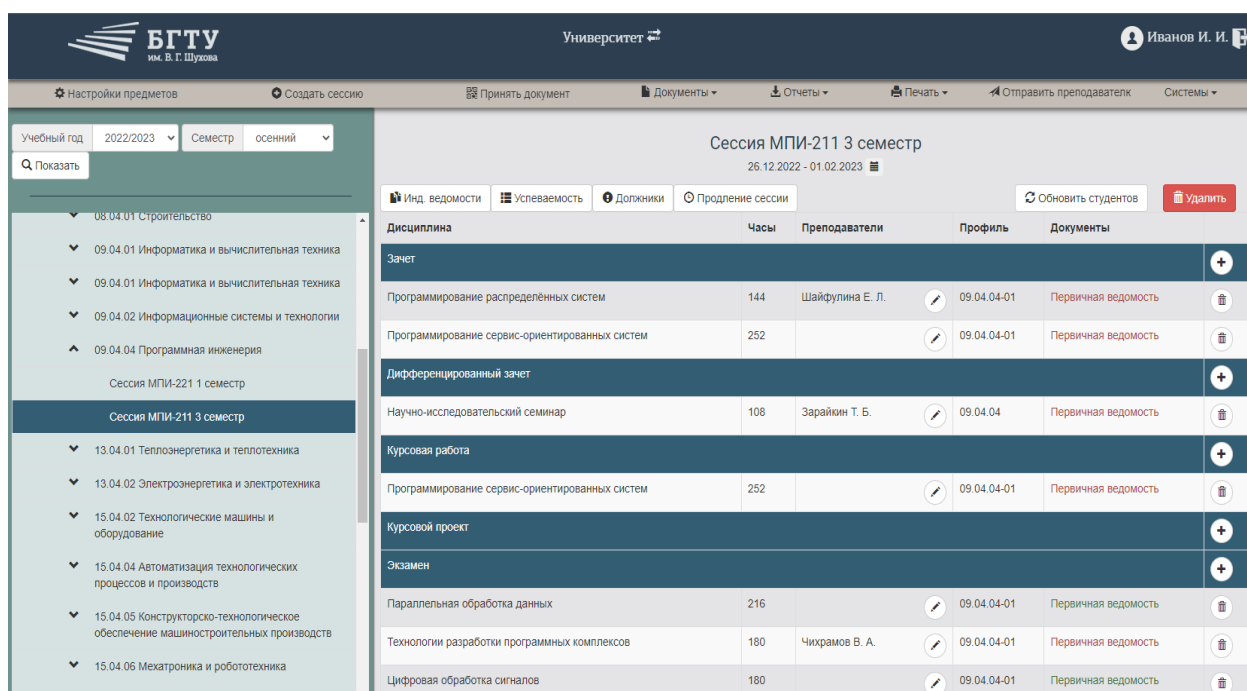 БГТУ
им. В. Г. Шухова
Университет
Иванов И. И.
Настройки предметов
Создать сессию
Принять документ
Документы
Отчеты
Печать
Отправить преподавателк
Системы
Учебный год
2022/2023
Семестр
осенний
Показать
08.04.01 Строительство
09.04.01 Информатика и вычислительная техника
09.04.01 Информатика и вычислительная техника
09.04.02 Информационные системы и технологии
09.04.04 Программная инженерия
Сессия МПИ-221 1 семестр
Сессия МПИ-211 3 семестр
13.04.01 Теплоэнергетика и теплотехника
13.04.02 Электроэнергетика и электротехника
15.04.02 Технологические машины и
оборудование
15.04.04 Автоматизация технологических
процессов и производств
15.04.05 Конструкторско-технологическое
обеспечение машиностроительных производств
15.04.06 Мехатроника и робототехника
Сессия МПИ-211 3 семестр
26.12.2022 - 01.02.2023
Инд. ведомости
Успеваемость
Должники
Продление сессии
Обновить студентов
Удалить
Дисциплина Часы Преподаватели Профиль Документы
Зачет
Программирование распределённых систем 144 Шайфулина Е. Л. 09.04.04-01 Первичная ведомость
Программирование сервис-ориентированных систем 252 09.04.04-01 Первичная ведомость
Дифференцированный зачет
Научно-исследовательский семинар 108 Зарайкин Т. Б. 09.04.04 Первичная ведомость
Курсовая работа
Программирование сервис-ориентированных систем 252 09.04.04-01 Первичная ведомость
Курсовой проект
Экзамен
Параллельная обработка данных 216 09.04.04-01 Первичная ведомость
Технологии разработки программных комплексов 180 Чихрамов В. А. 09.04.04-01 Первичная ведомость
Цифровая обработка сигналов 180 09.04.04-01 Первичная ведомость